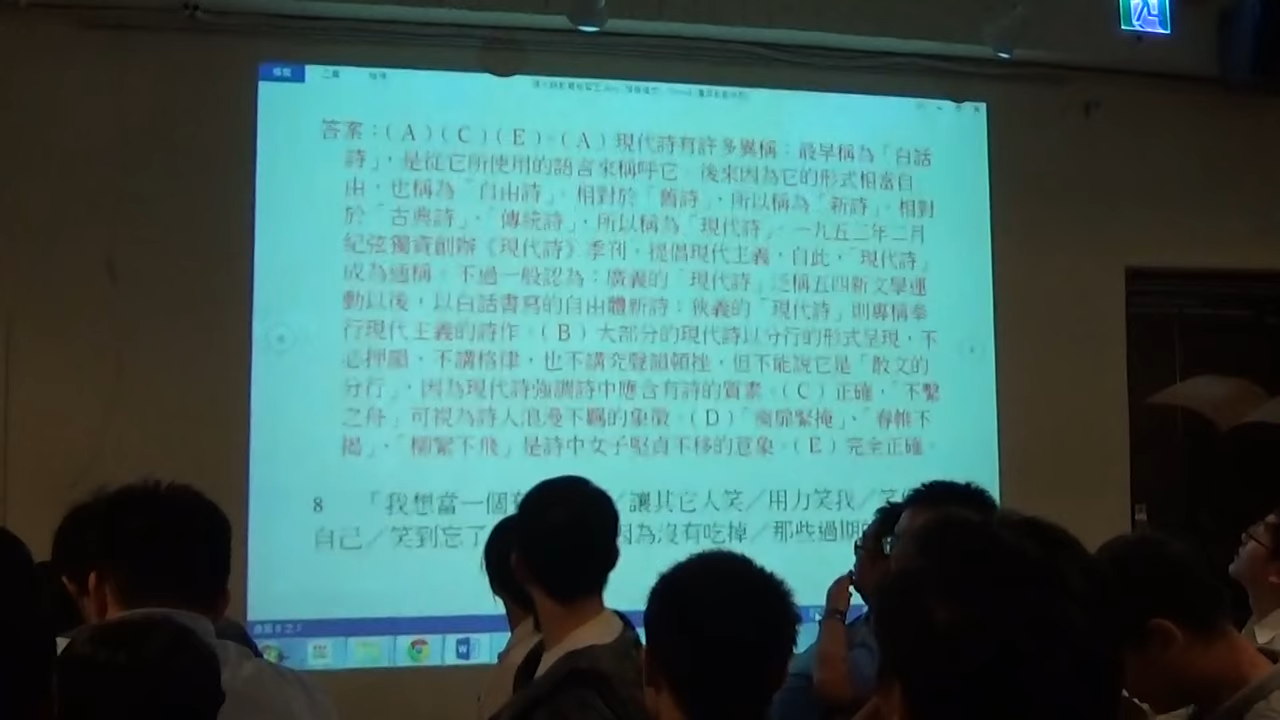 檔案
答案：(A)(C)(E)。(A)現代詩有許多異稱：最早稱為「白話
詩」，是從它所使用的語言來稱呼它。後來因為它的形式相當自
由，也稱為「自由詩」。相對於「舊詩」，所以稱為「新詩」。相對
於「古典詩」、「傳統詩」，所以稱為「現代詩」。一九五三年二月
紀弦獨資創辦《現代詩》季刊，提倡現代主義，自此，「現代詩」
成為通稱。不過一般認為：廣義的「現代詩」泛稱五四新文學運
動以後，以白話書寫的自由體新詩；狹義的「現代詩」則專稱奉
行現代主義的詩作。(B)大部分的現代詩以分行的形式呈現，不
必押韻，不講格律，也不講究聲韻頓挫，但不能說它是「散文的
分行」，因為現代詩強調詩中應含有詩的質素。(C)正確，「不繫
之舟」可視為詩人浪漫不羈的象徵。(D)「窗扉緊掩」、「春帷不
揭」、「柳絮不飛」是詩中女子堅貞不移的意象。(E)完全正確。
8 「我想當一個／讓其它人笑／用力笑我／笑
自己／笑到忘了因為沒有吃掉／那些過期